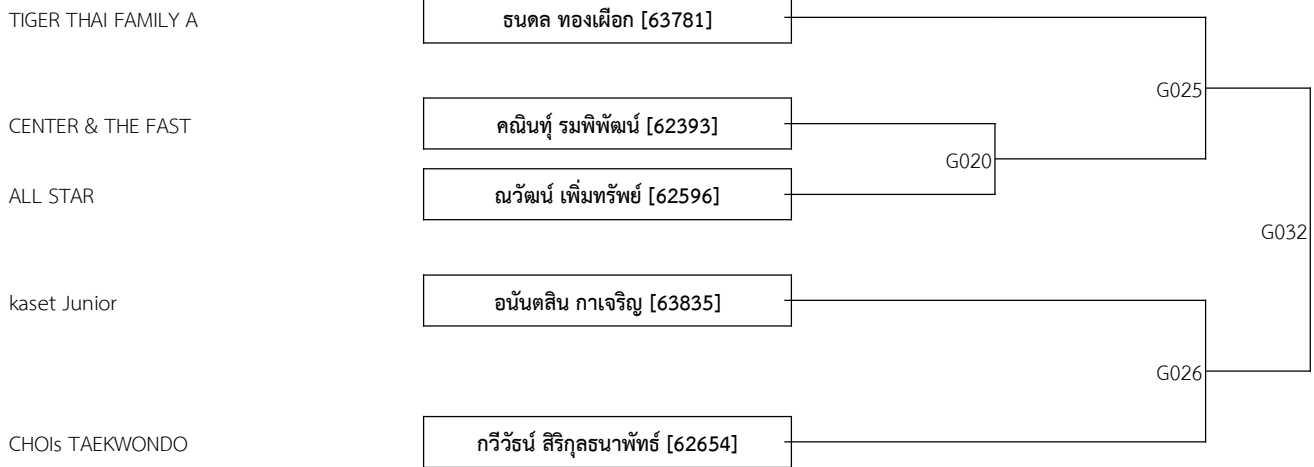 TIGER THAI FAMILY A
ธนดล ทองเผือก [63781]
G025
CENTER & THE FAST
คณินทุ์ รมพิพัฒน์ [62393]
G020
ALL STAR
ณวัฒน์ เพิ่มทรัพย์ [62596]
G032
kaset Junior
อนันตสิน กาเจริญ [63835]
G026
CHOIs TAEKWONDO
กวีวัธน์ สิริกุลธนาพัทธ์ [62654]